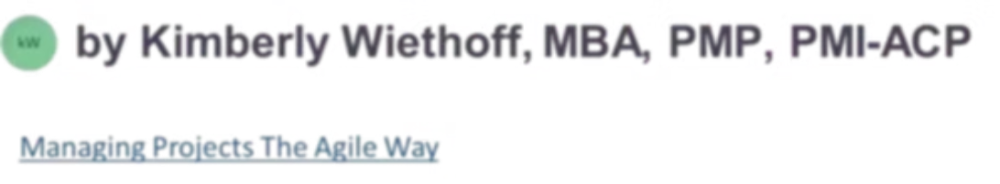 kW by Kimberly Wiethoff, MBA, PMP, PMI-ACP
Managing Projects The Agile Way